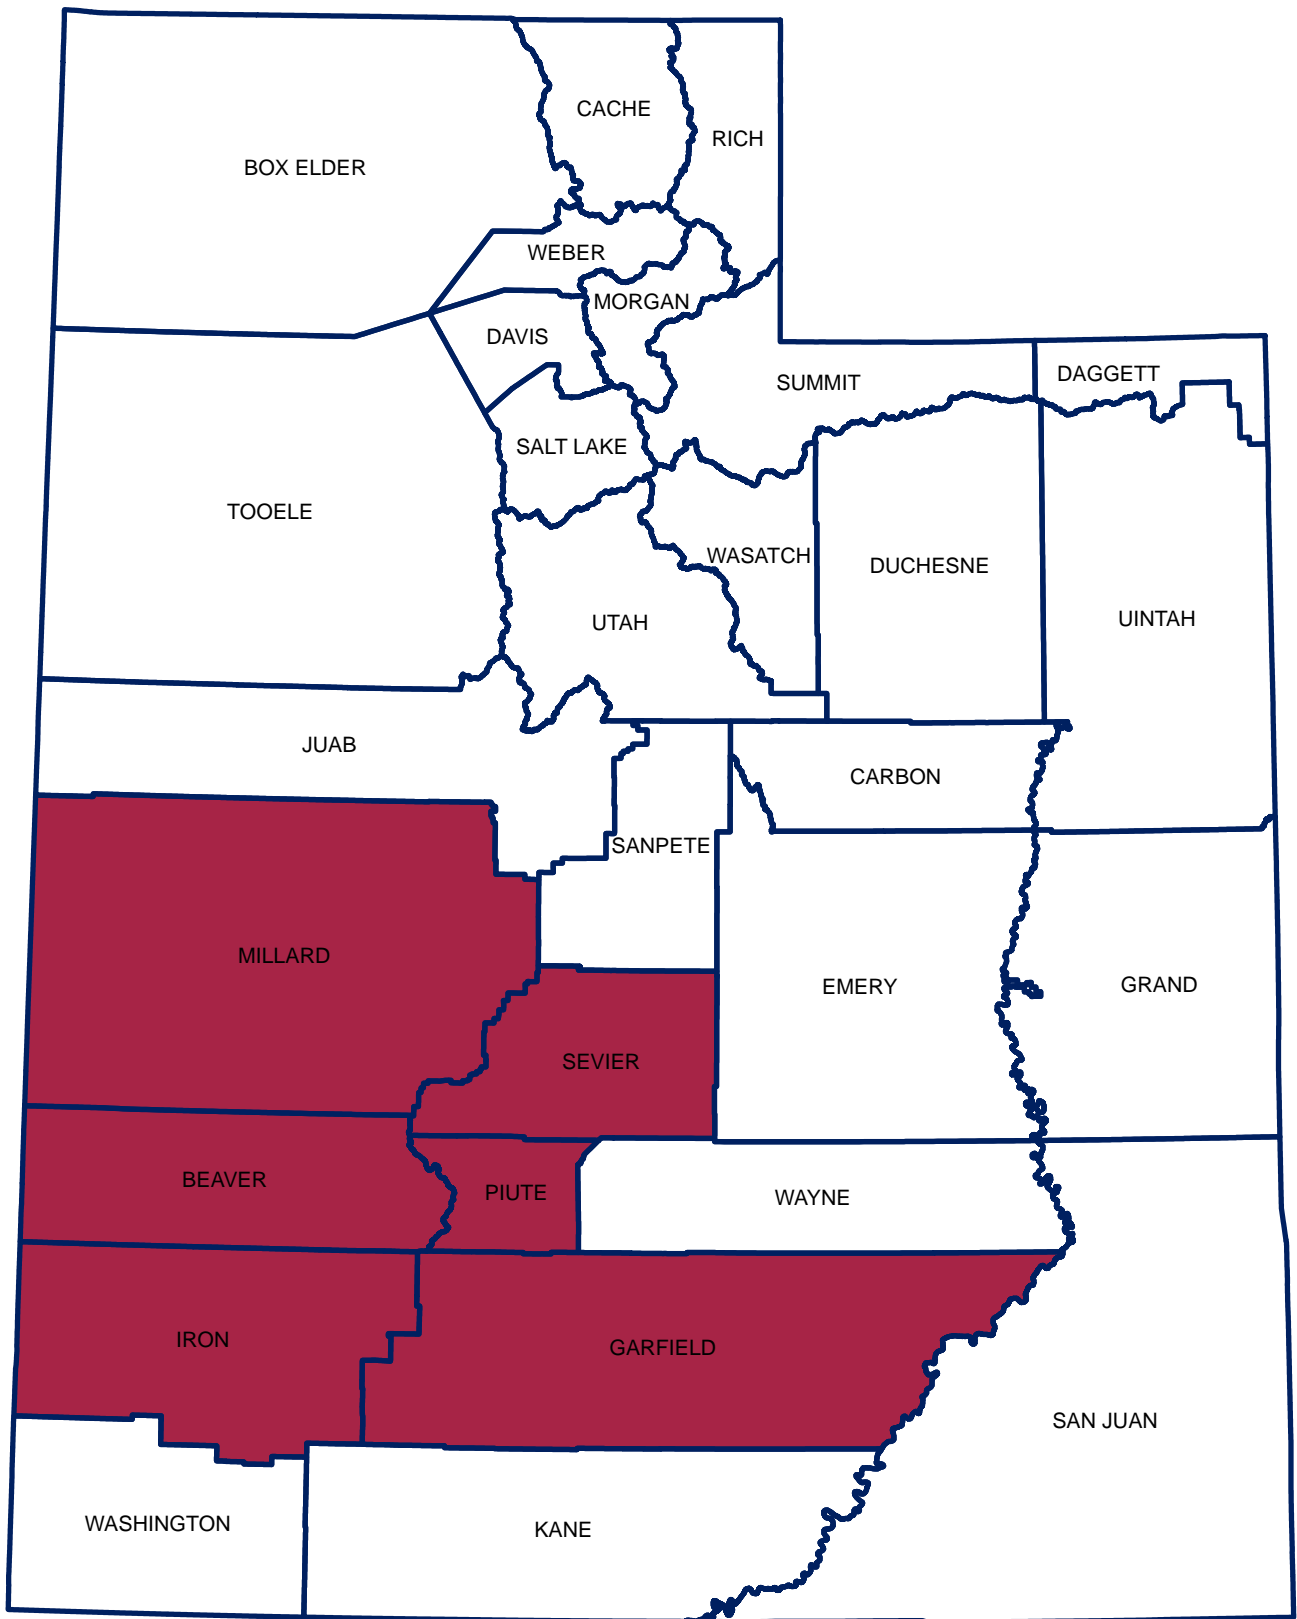 CACHE
RICH
BOX ELDER
WEBER
MORGAN
DAVIS
SUMMIT
DAGGETT
SALT LAKE
TOOELE
WASATCH
DUCHESNE
UTAH
UINTAH
JUAB
CARBON
SANPETE
MILLARD
EMERY
GRAND
SEVIER
BEAVER
PIUTE
WAYNE
IRON
GARFIELD
SAN JUAN
WASHINGTON
KANE